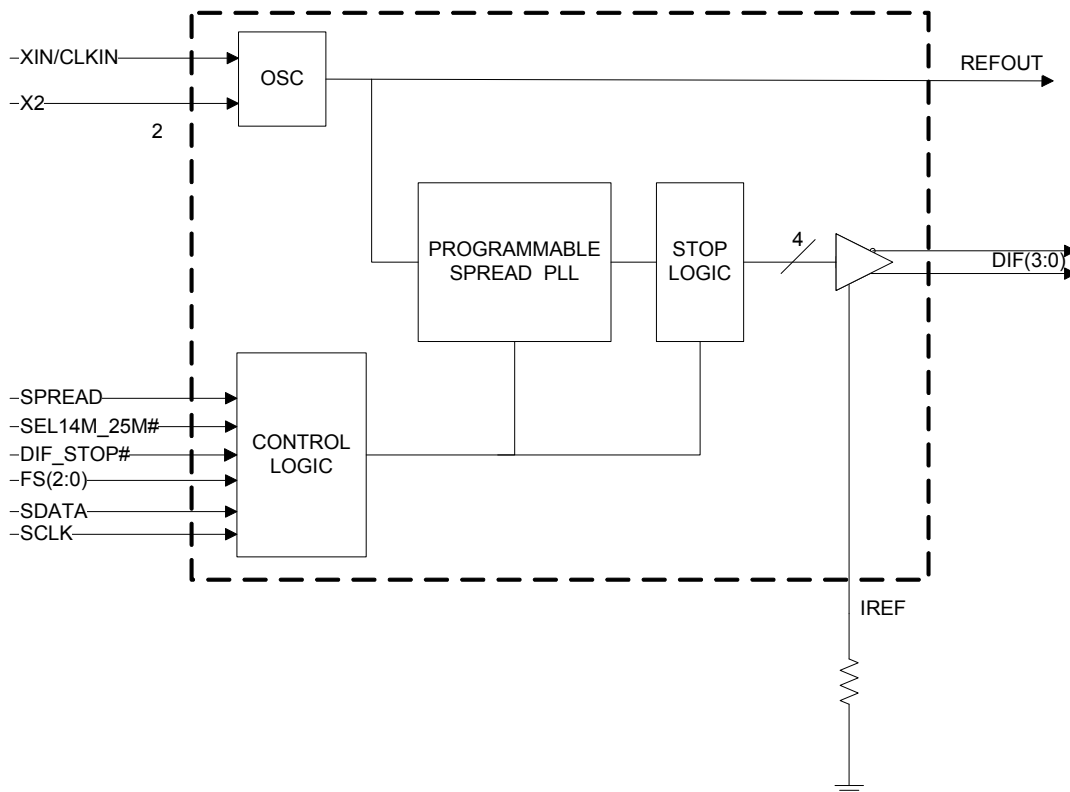 XIN/CLKIN
OSC
REFOUT
X2
2
PROGRAMMABLE
SPREAD PLL
STOP
LOGIC
4
DIF(3:0)
SPREAD
SEL14M_25M#
DIF_STOP#
FS(2:0)
SDATA
SCLK
CONTROL
LOGIC
IREF